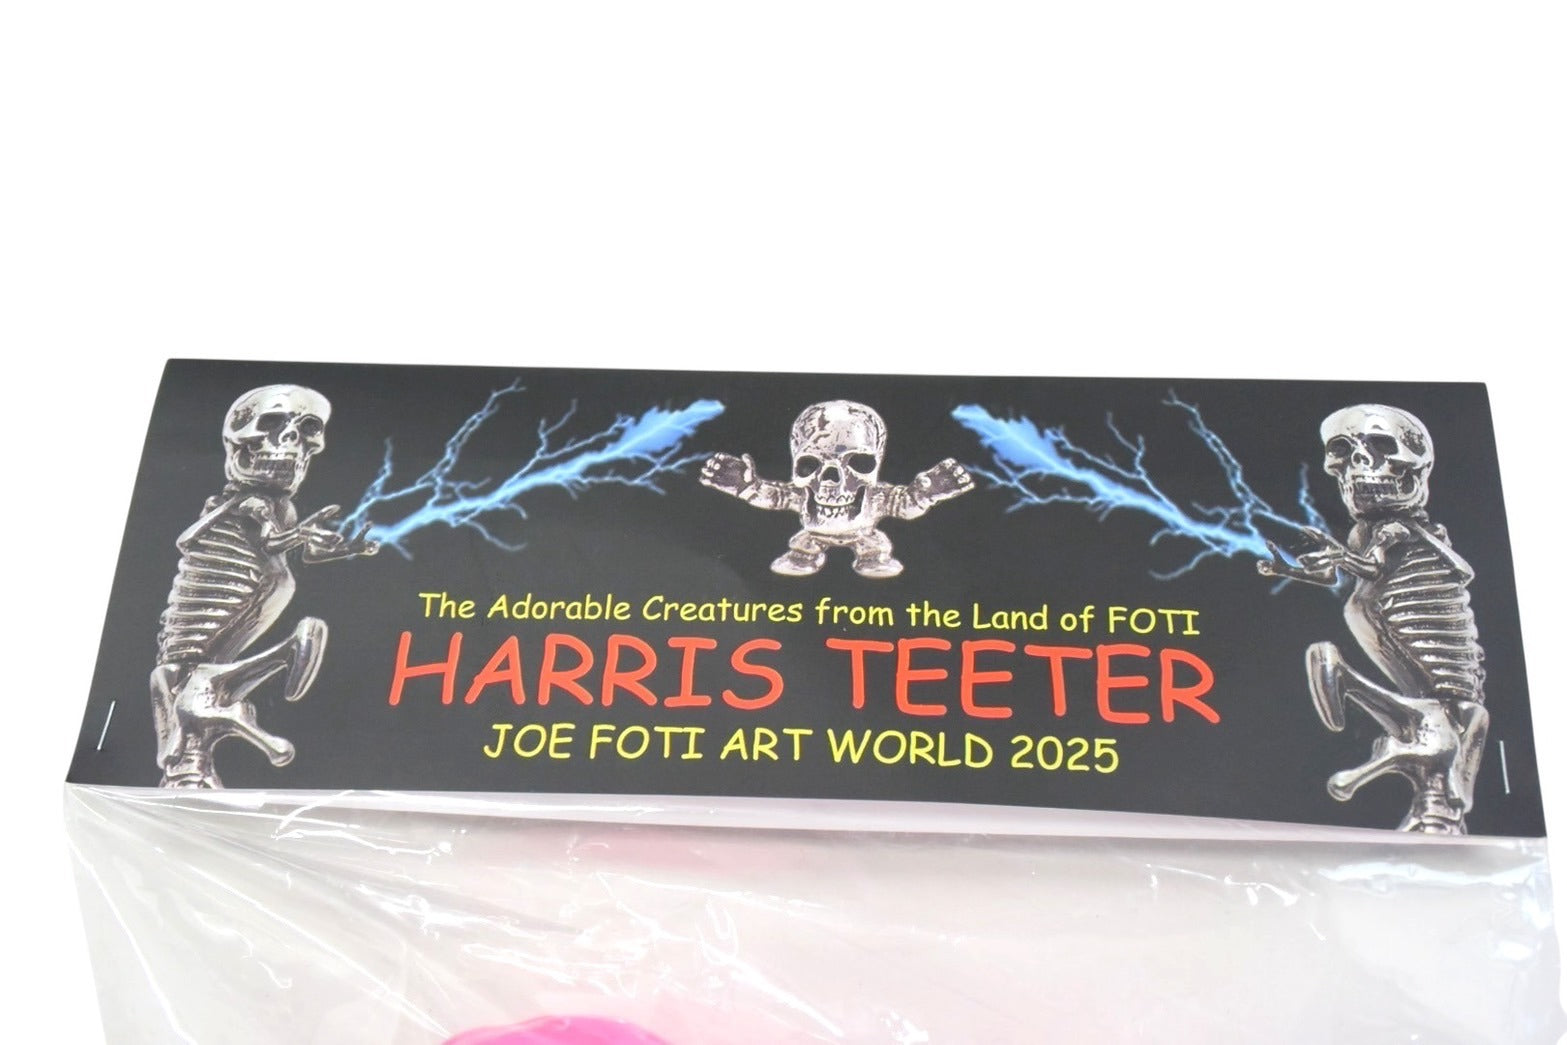 The Adorable Creatures from the Land of FOTI
HARRIS TEETER
JOE FOTI ART WORLD 2025